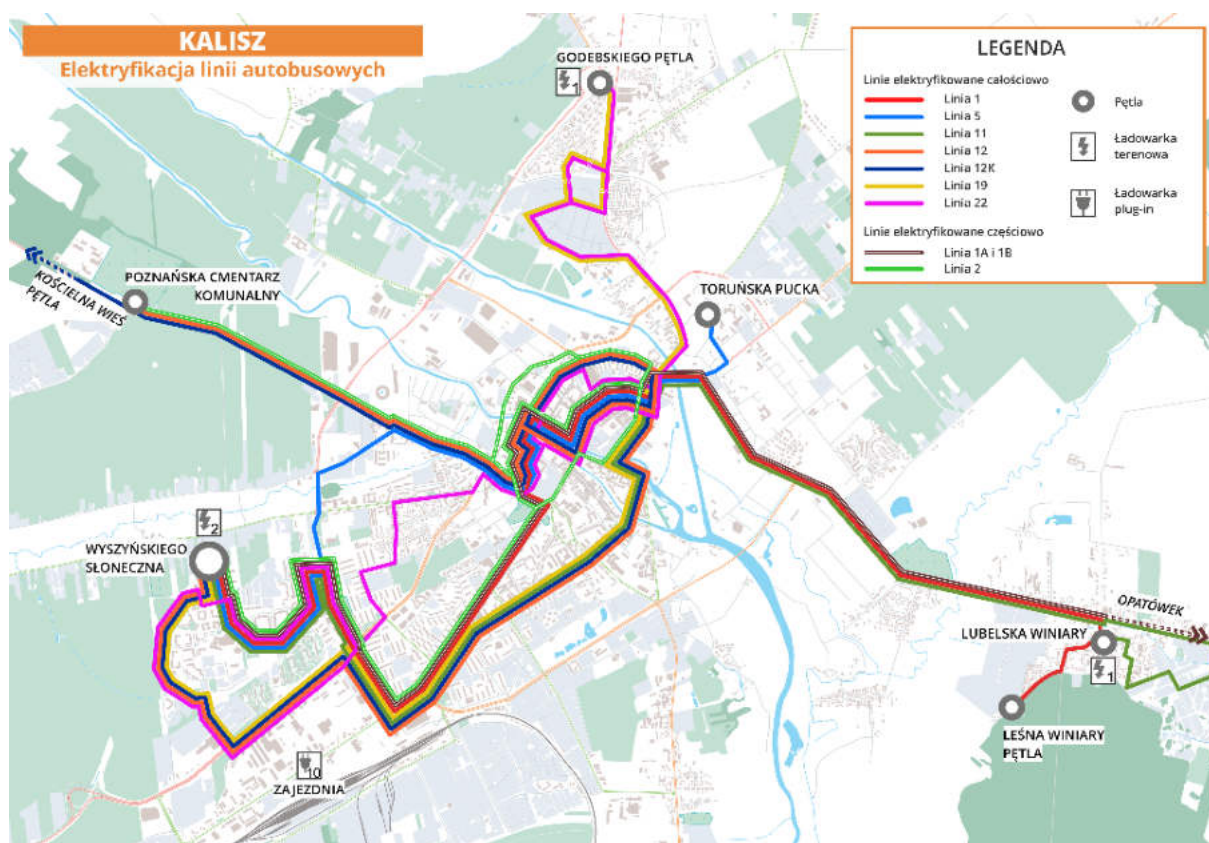 KALISZ
Elektryfikacja linii autobusowych
GODEBSKIEGO PĘTLA
1
LEGENDA
Linie elektryfikowane całościowo
Linia 1
Linia 5
Linia 11
Linia 12
Linia 12K
Linia 19
Linia 22
Linie elektryfikowane częściowo
Linia 1A i 1B
Linia 2
Pętla
Ładowarka
terenowa
Ładowarka
plug-in
KOŚCIELNA WIEŚ
PĘTLA
POZNAŃSKA CMENTARZ
KOMUNALNY
TORUŃSKA PUCKA
2
WYSZYŃSKIEGO
SŁONECZNA
OPATÓWEK
LUBELSKA WINIARY
1
LEŚNA WINIARY
PĘTLA
10
ZAJEZDNIA